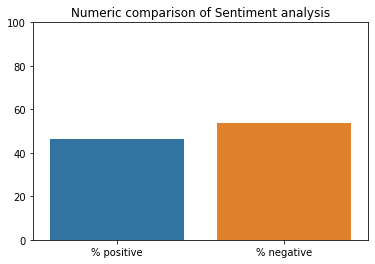 Numeric comparison of Sentiment analysis
100
80
60
40
20
0
% positive
% negative